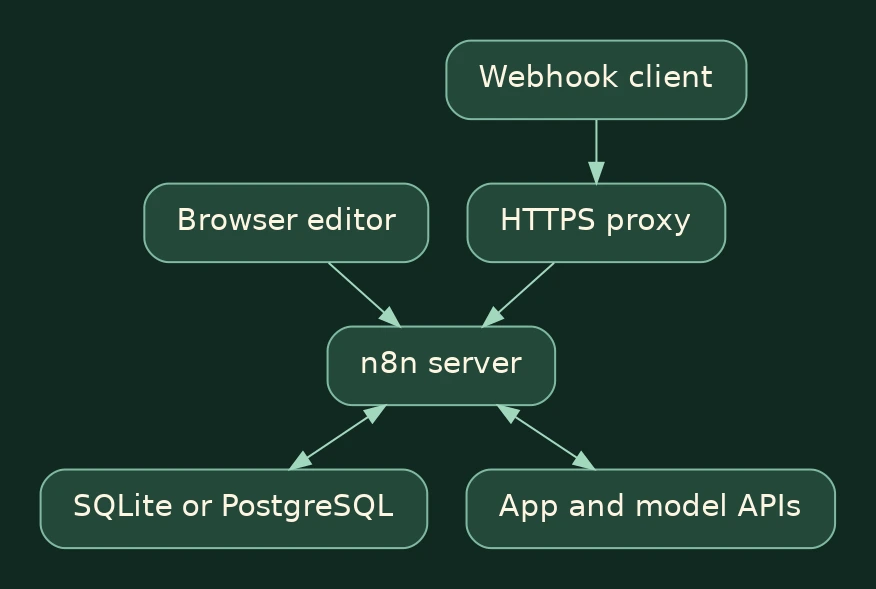 Webhook client
Browser editor
HTTPS proxy
n8n server
SQLite or PostgreSQL
App and model APIs